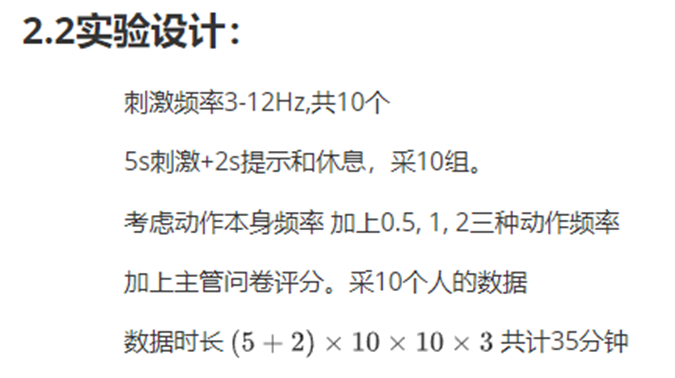 2.2实验设计：
刺激频率3-12Hz,共10个
5s刺激+2s提示和休息，采10组。
考虑动作本身频率 加上0.5, 1, 2三种动作频率
加上主管问卷评分。采10个人的数据
数据时长 (5 + 2) × 10 × 10 × 3 共计35分钟